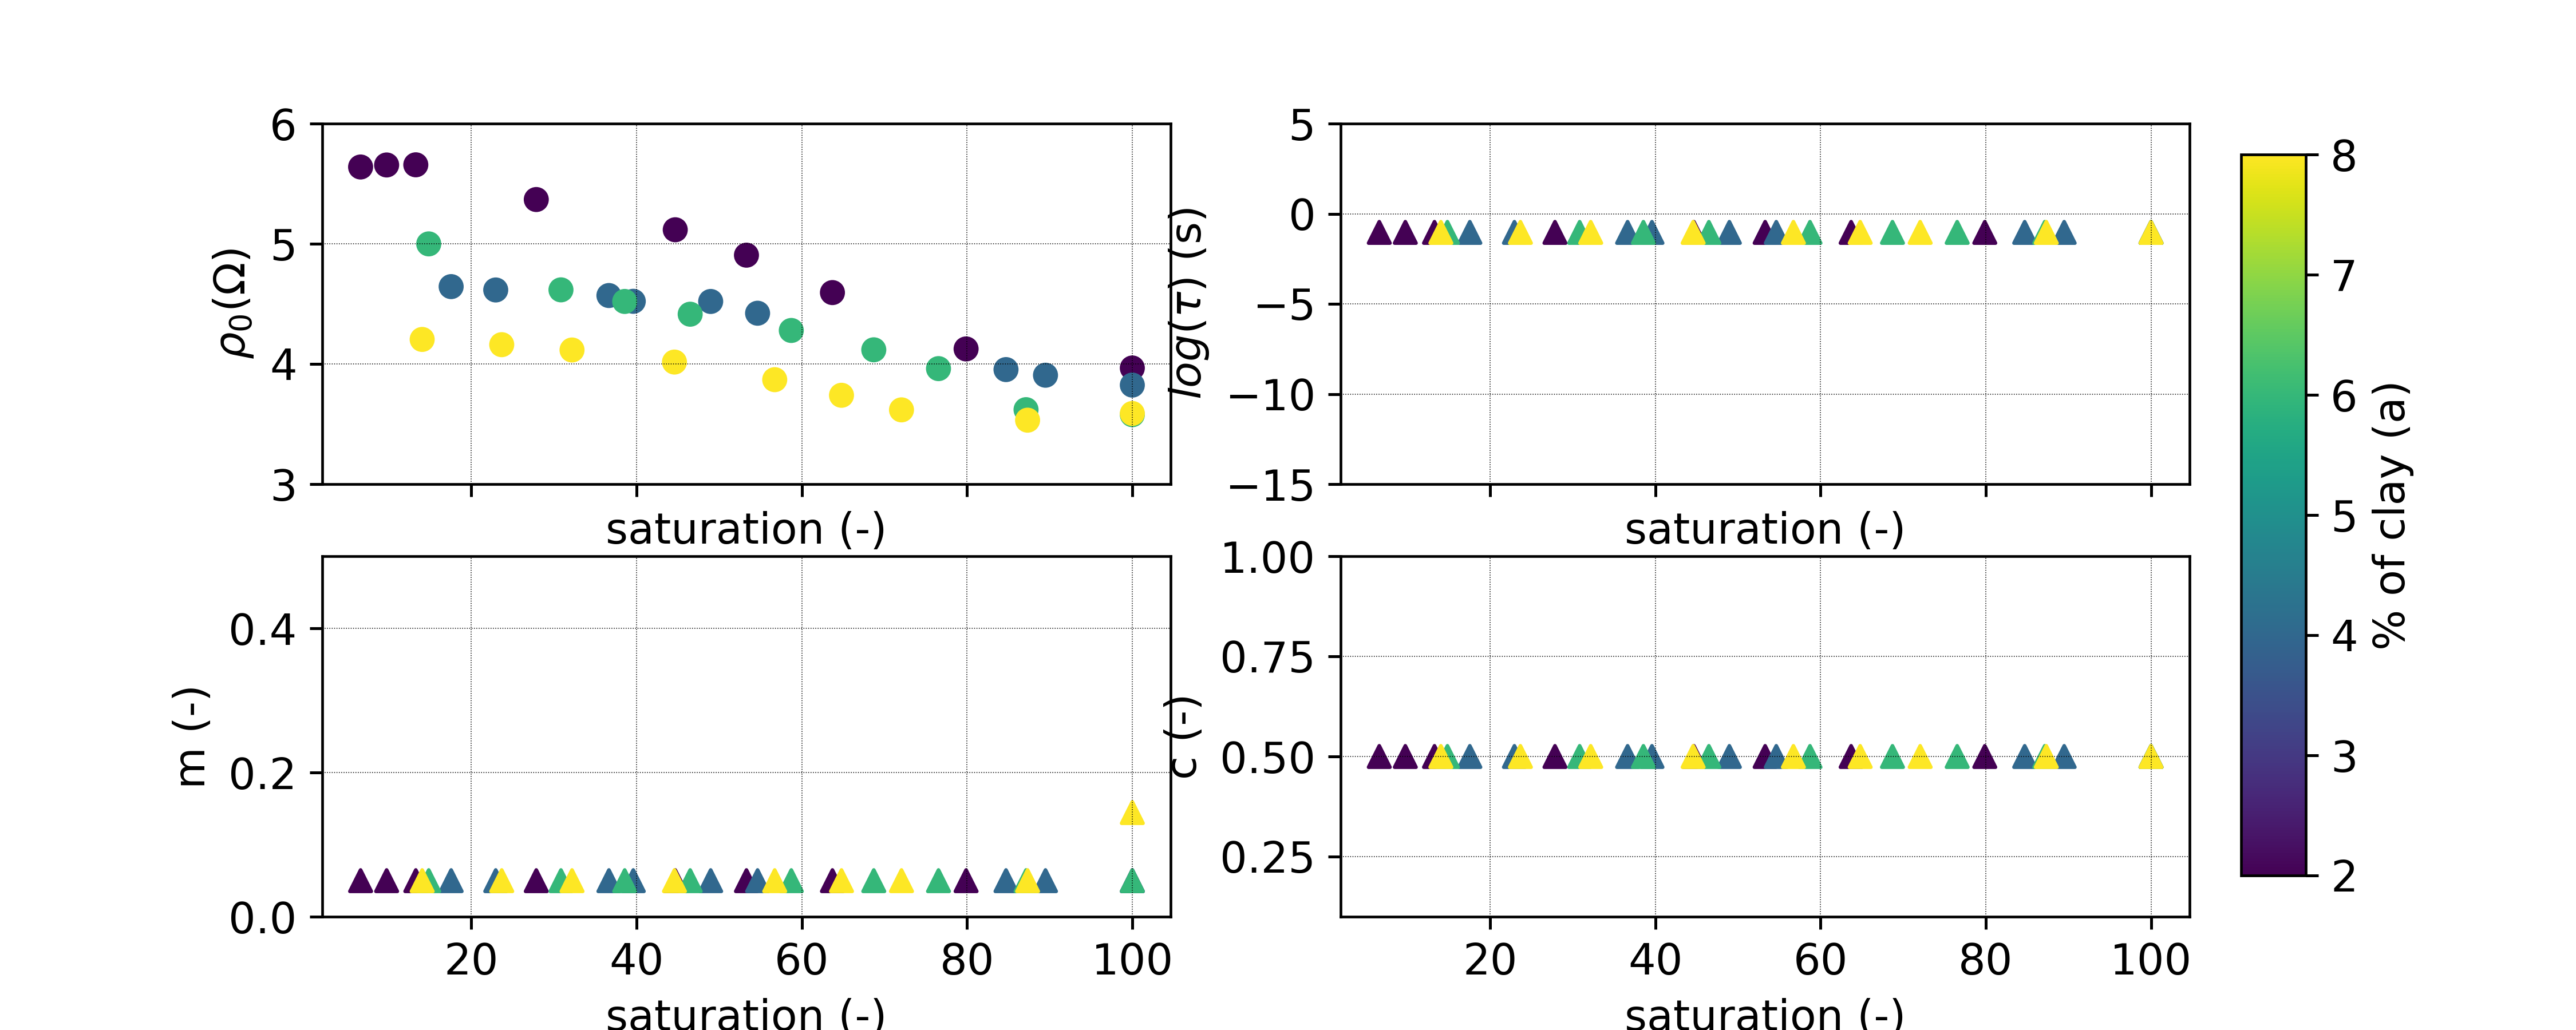 6
5
4
3
ρ0(Ω)
saturation (-)
5
0
−5
−10
−15
log(τ) (s)
saturation (-)
0.4
0.2
0.0
m (-)
20 40 60 80 100
saturation (-)
1.00
0.75
0.50
0.25
c (-)
20 40 60 80 100
saturation (-)
8
7
6
5
4
3
2
% of clay (a)